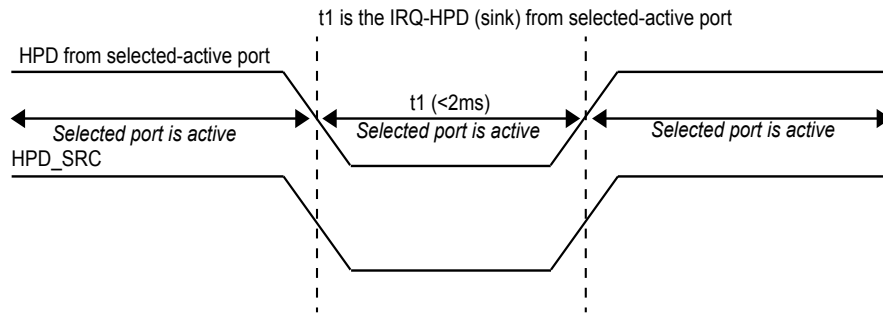 t1 is the IRQ-HPD (sink) from selected-active port
HPD from selected-active port
t1 (<2ms)
Selected port is active
Selected port is active
Selected port is active
HPD_SRC